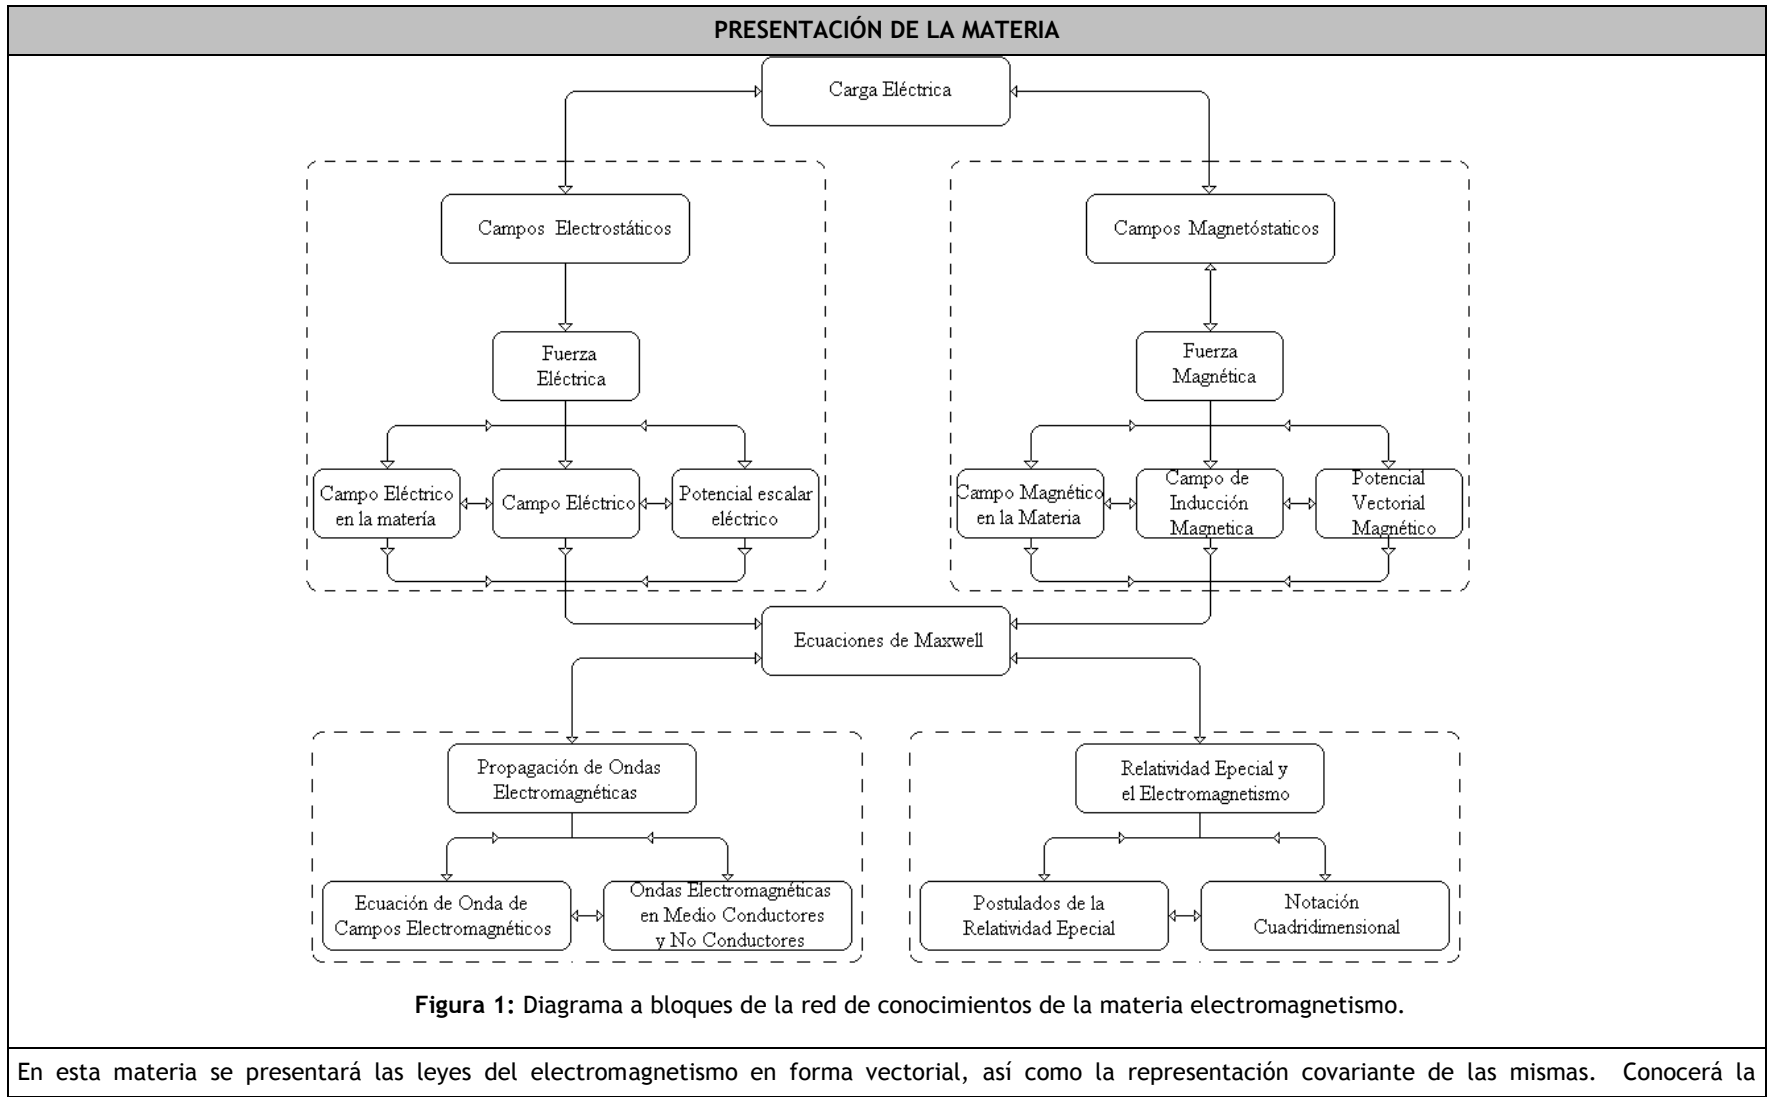 PRESENTACIÓN DE LA MATERIA
Carga Eléctrica
Campos Electrostáticos
Campos Magnetóstaticos
Fuerza
Eléctrica
Fuerza
Magnética
Campo Eléctrico
en la matería
Campo Eléctrico
Potencial escalar
eléctrico
Campo Magnético
en la Materia
Campo de
Inducción
Magnetica
Potencial
Vectorial
Magnético
Ecuaciones de Maxwell
Propagación de Ondas
Electromagnéticas
Relatividad Epecial y
el Electromagnetismo
Ecuación de Onda de
Campos Electromagnéticos
Ondas Electromagnéticas
en Medio Conductores
y No Conductores
Postulados de la
Relatividad Epecial
Notación
Cuadridimensional
Figura 1: Diagrama a bloques de la red de conocimientos de la materia electromagnetismo.
En esta materia se presentará las leyes del electromagnetismo en forma vectorial, así como la representación covariante de las mismas. Conocerá la